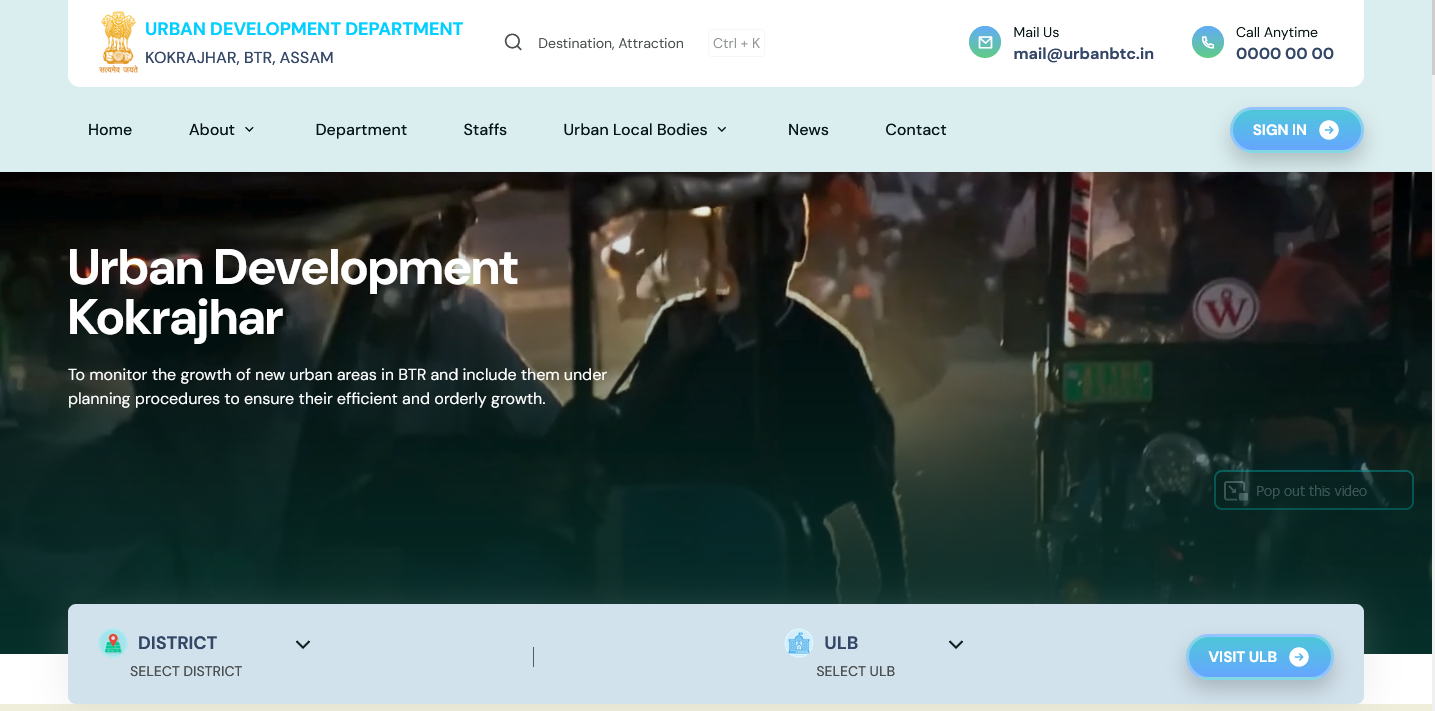 URBAN DEVELOPMENT DEPARTMENT
KOKRAJHAR, BTR, ASSAM
सत्यमेव जयते
Destination, Attraction
Ctrl + K
Mail Us
mail@urbanbtc.in
Call Anytime
0000 00 00
Home
About
Department
Staffs
Urban Local Bodies
News
Contact
SIGN IN
Urban Development
Kokrajhar
To monitor the growth of new urban areas in BTR and include them under
planning procedures to ensure their efficient and orderly growth.
W
Pop out this video
DISTRICT
SELECT DISTRICT
ULB
SELECT ULB
VISIT ULB